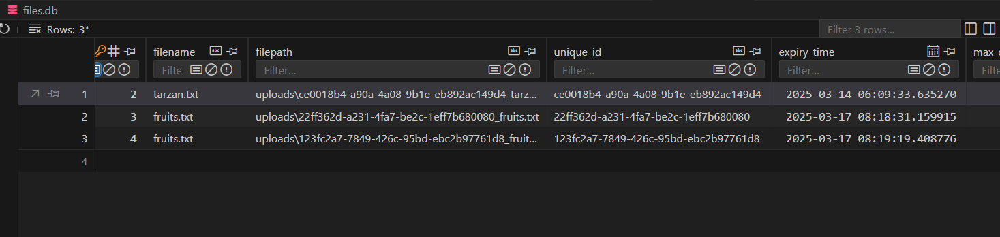 files.db
Rows: 3* Filter 3 rows...
filename filepath unique_id expiry_time max_
Filte Filter... Filter... Filter... Filte
1 2 tarzan.txt uploads\ce0018b4-a90a-4a08-9b1e-eb892ac149d4_tarz... ce0018b4-a90a-4a08-9b1e-eb892ac149d4 2025-03-14 06:09:33.635270
2 3 fruits.txt uploads\22ff362d-a231-4fa7-be2c-1eff7b680080_fruits.txt 22ff362d-a231-4fa7-be2c-1eff7b680080 2025-03-17 08:18:31.159915
3 4 fruits.txt uploads\123fc2a7-7849-426c-95bd-ebc2b97761d8_fruit... 123fc2a7-7849-426c-95bd-ebc2b97761d8 2025-03-17 08:19:19.408776
4